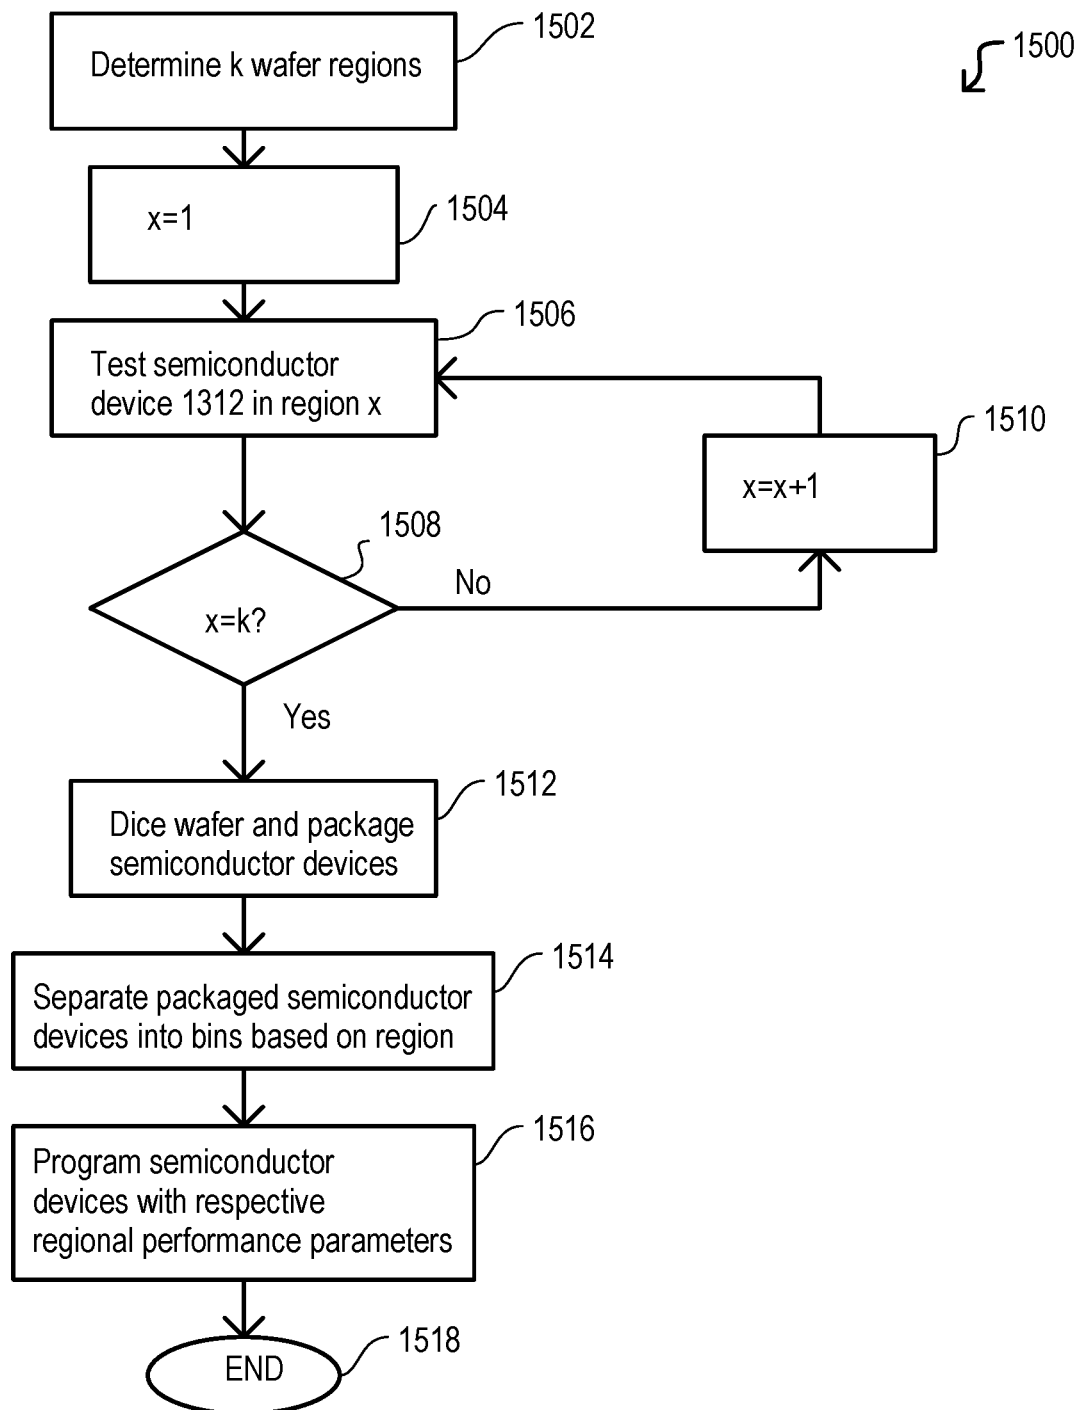 1500
1502
Determine k wafer regions
1504
x=1
1506
Test semiconductor
device 1312 in region x
1510
x=x+1
1508
x=k?
No
Yes
1512
Dice wafer and package
semiconductor devices
1514
Separate packaged semiconductor
devices into bins based on region
1516
Program semiconductor
devices with respective
regional performance parameters
1518
END